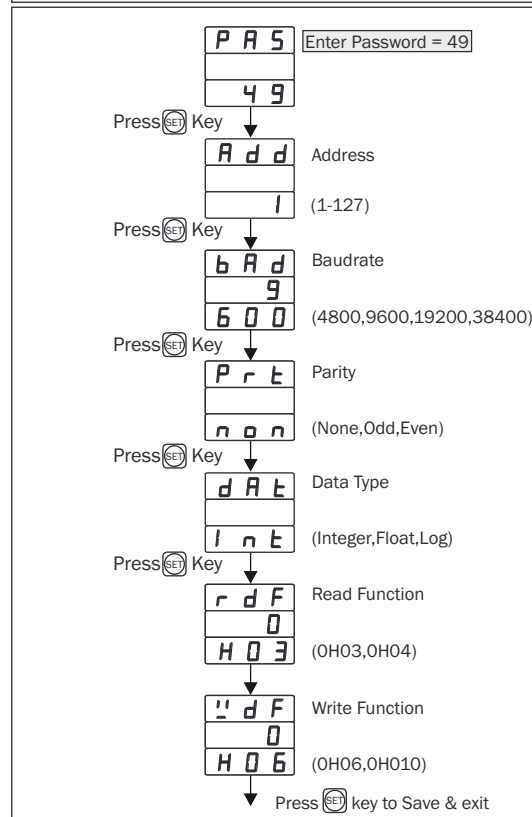 PAS Enter Password = 49
49
Press SET Key
Add Address
1 (1-127)
Press SET Key
bAd Baudrate
9
600 (4800,9600,19200,38400)
Press SET Key
Prt Parity
non (None,Odd,Even)
Press SET Key
dAt Data Type
Int (Integer,Float,Log)
Press SET Key
rdF Read Function
0
H03 (0H03,0H04)
dF Write Function
0
H06 (0H06,0H010)
Press SET key to Save & exit